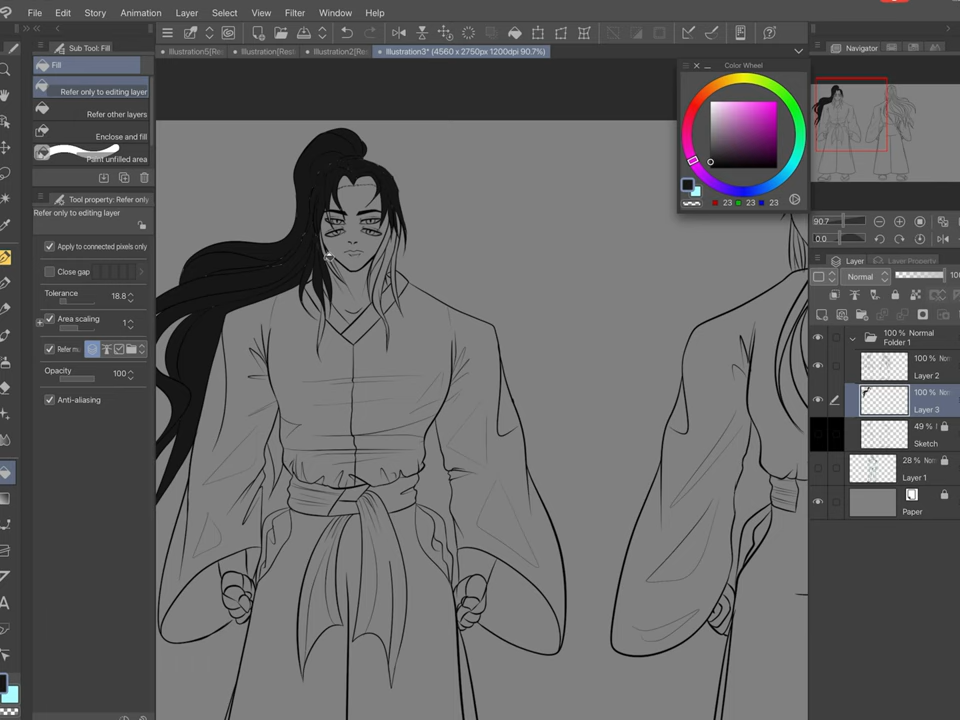 File Edit Story Animation Layer Select View Filter Window Help
Sub Tool: Fill
Illustration5[Re Illustration[Rest Illustration2[Re Illustration3* (4560 x 2750px 1200dpi 90.7%)
Navigator
Fill
Color Wheel
Refer only to editing layer
Refer other layers
Enclose and fill
Paint unfilled area
Tool property: Refer only
23 23 23
Refer only to editing layer
90.7
0.0
Apply to connected pixels only
Layer Layer Property
Close gap
Normal
Tolerance 18.8
Area scaling 1
100 % Normal
Folder 1
Refer m
100 %
Layer 2
Opacity 100
Anti-aliasing
100 %
Layer 3
49 %
Sketch
28 %
Layer 1
Paper